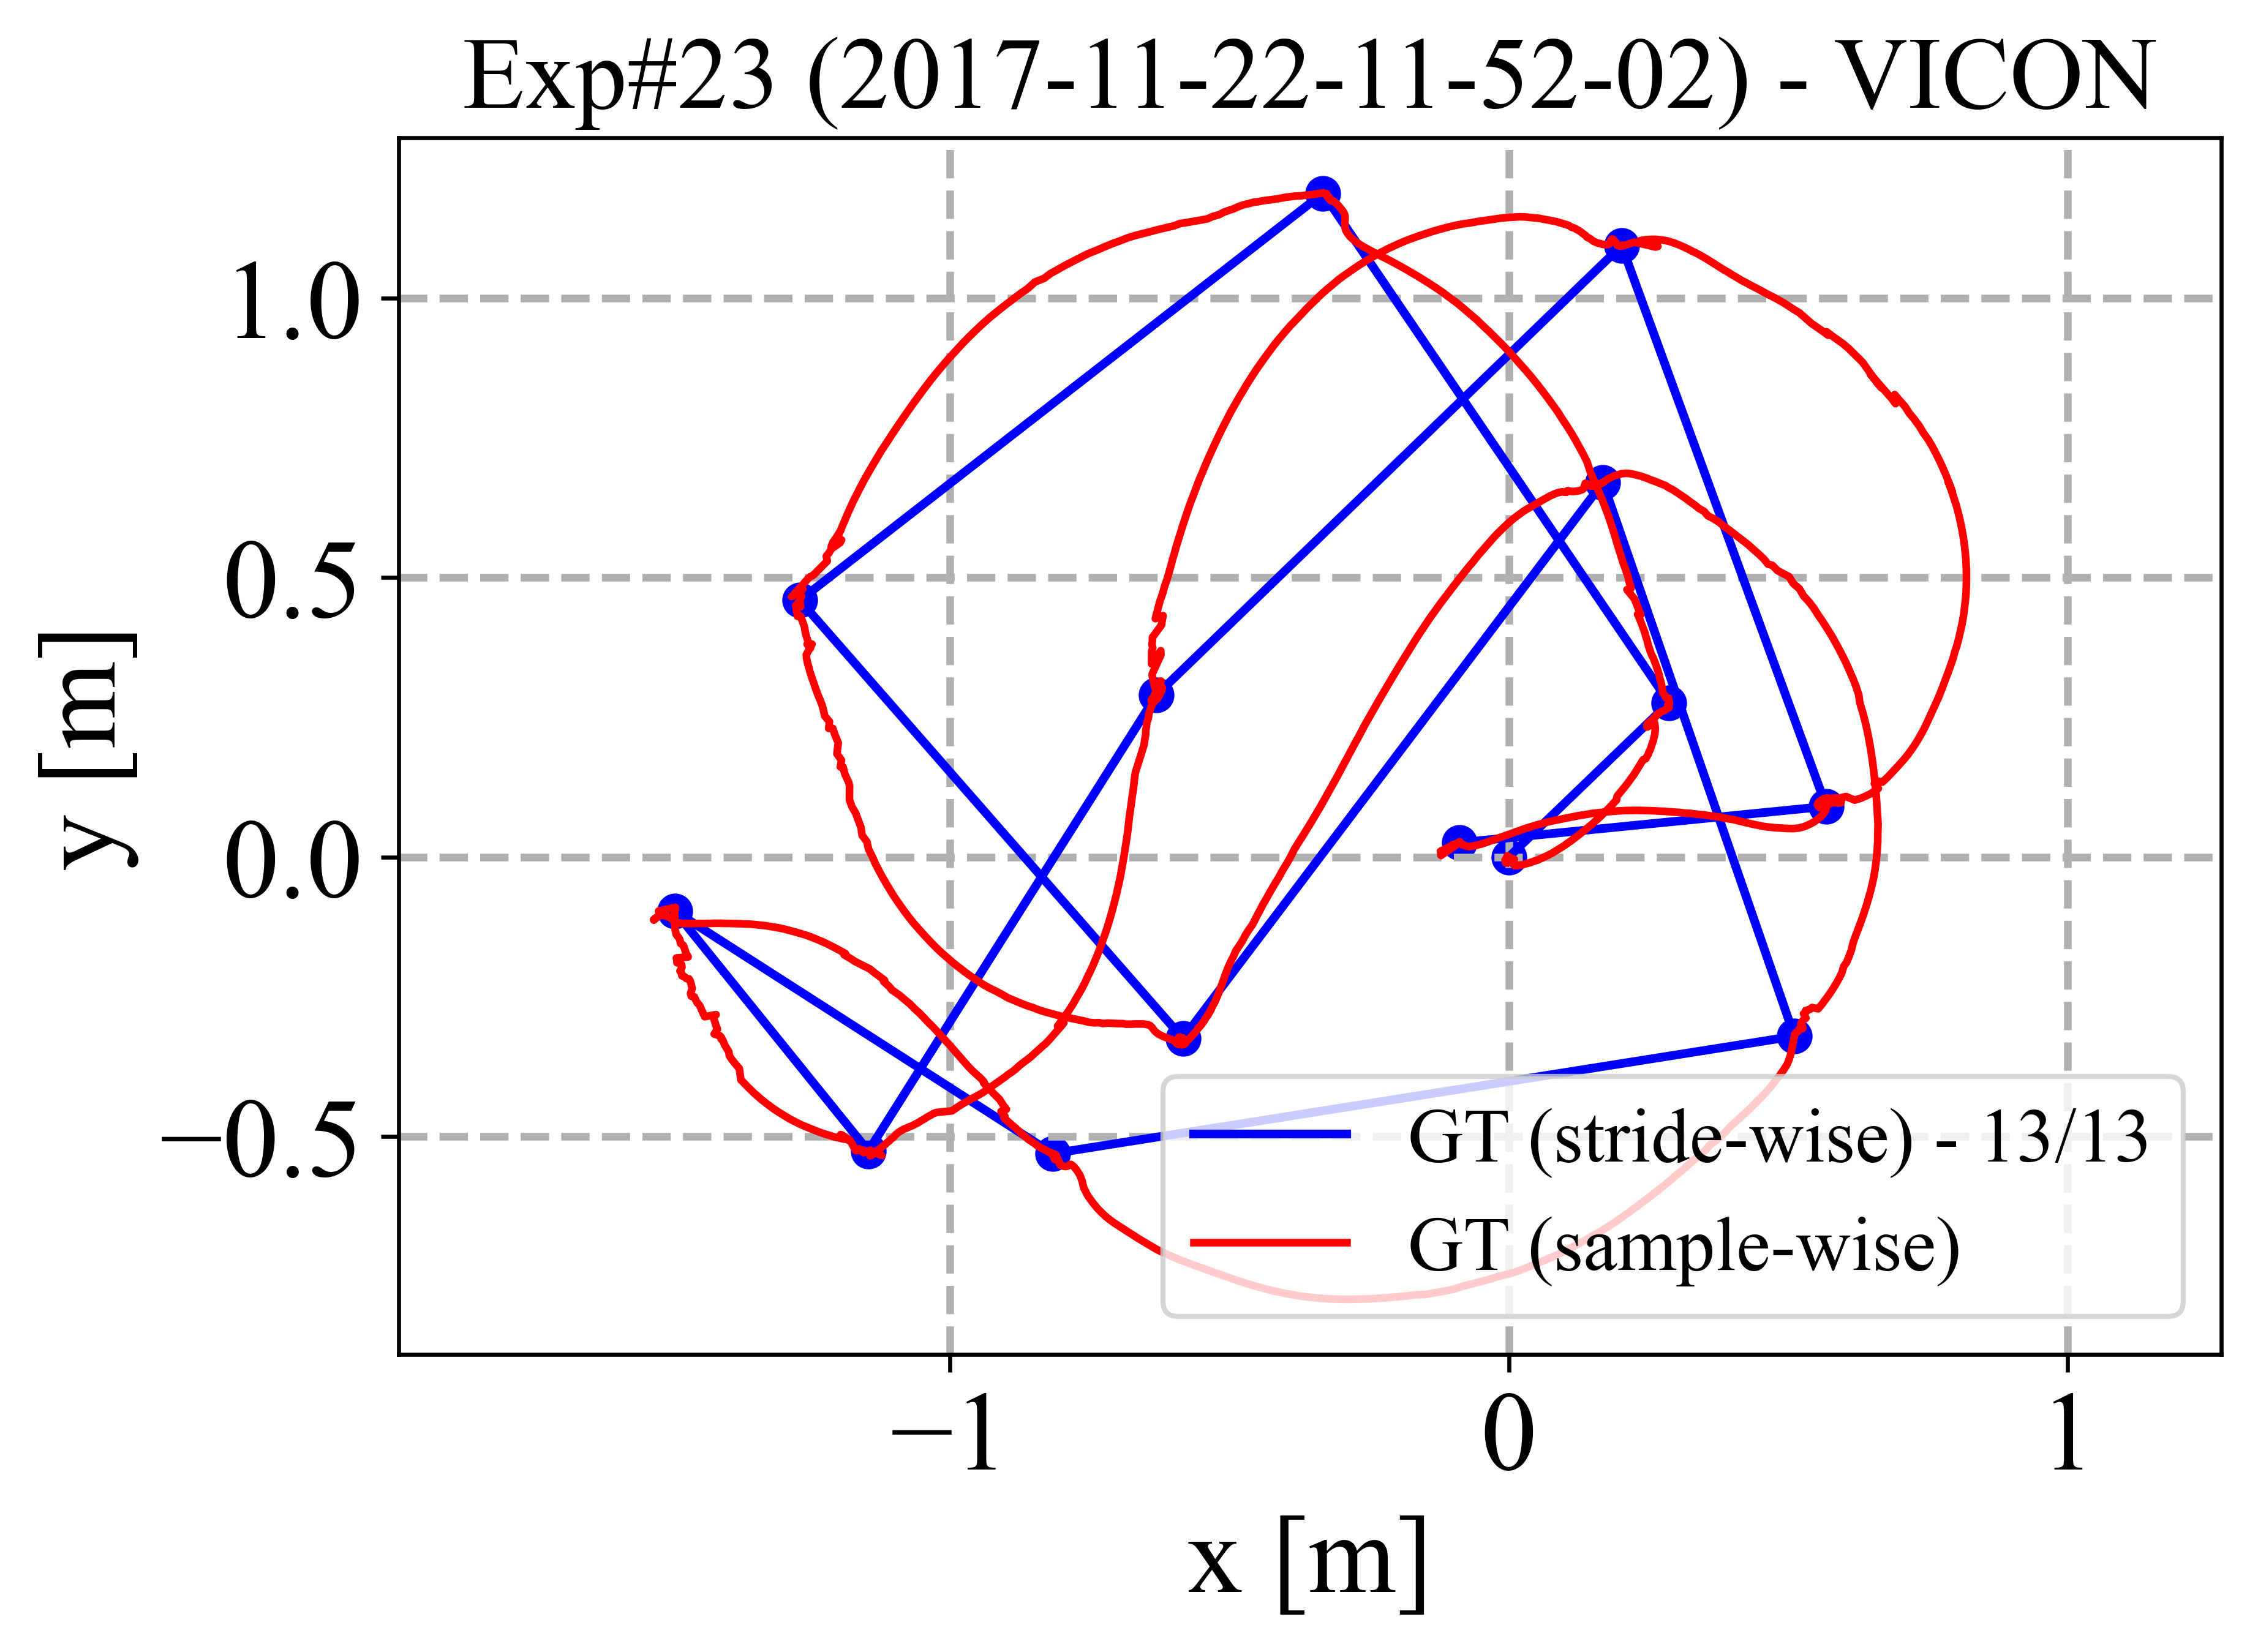 Exp#23 (2017-11-22-11-52-02) - VICON
1.0
0.5
0.0
−0.5
y [m]
GT (stride-wise) - 13/13
GT (sample-wise)
−1
0
1
x [m]